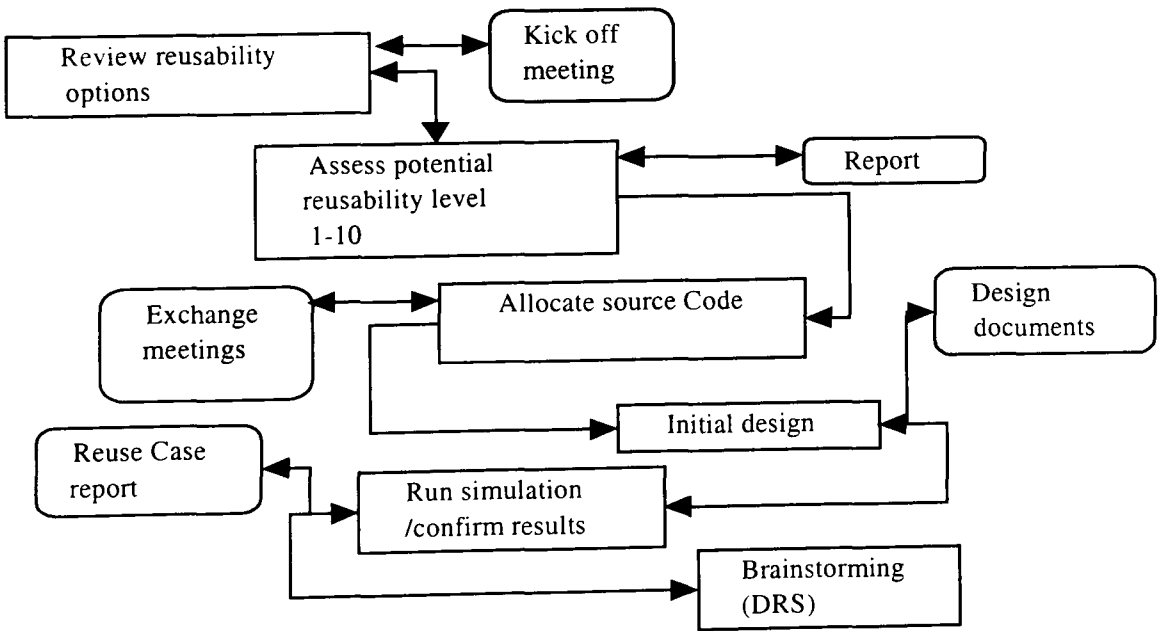 Kick off
meeting
Review reusability
options
Assess potential
reusability level
1-10
Report
Allocate source Code
Exchange
meetings
Design
documents
Initial design
Reuse Case
report
Run simulation
/confirm results
Brainstorming
(DRS)